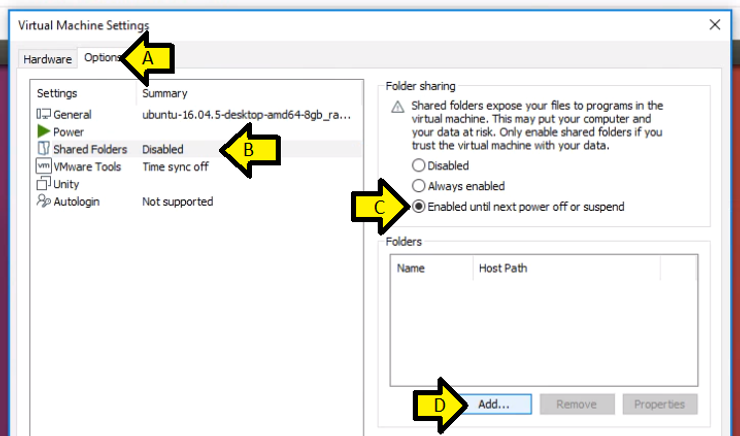 Virtual Machine Settings
Hardware Options A
Settings Summary
General ubuntu-16.04.5-desktop-amd64-8gb_ra...
Power
Shared Folders Disabled B
vm VMware Tools Time sync off
Unity
Autologin Not supported
Folder sharing
Shared folders expose your files to programs in the
virtual machine. This may put your computer and
your data at risk. Only enable shared folders if you
trust the virtual machine with your data.
Disabled
Always enabled
C Enabled until next power off or suspend
Folders
Name Host Path
D Add... Remove Properties